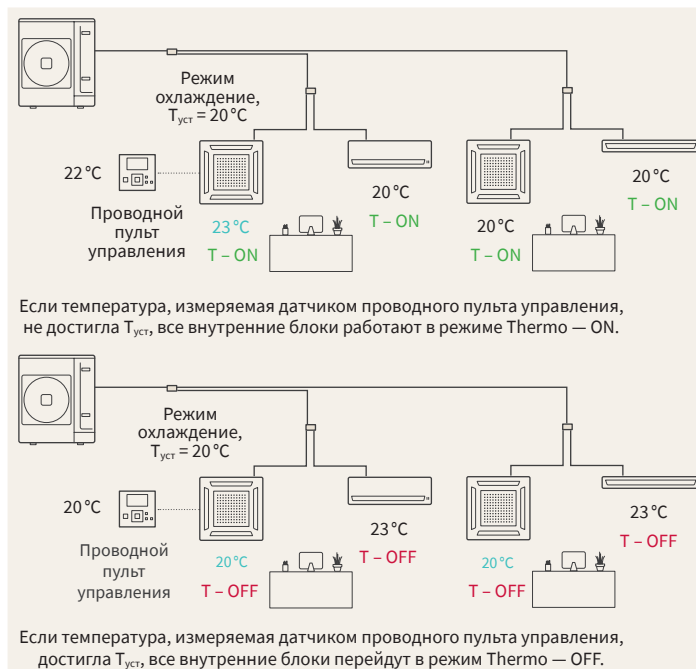 Режим
охлаждение,
Tуст = 20 °C
22 °C
Проводной
пульт
управления
23 °C
T – ON
20 °C
T – ON
20 °C
T – ON
20 °C
T – ON
Если температура, измеряемая датчиком проводного пульта управления,
не достигла Tуст, все внутренние блоки работают в режиме Thermo — ON.
Режим
охлаждение,
Tуст = 20 °C
20 °C
Проводной
пульт
управления
20 °C
T – OFF
23 °C
T – OFF
20 °C
T – OFF
23 °C
T – OFF
Если температура, измеряемая датчиком проводного пульта управления,
достигла Tуст, все внутренние блоки перейдут в режим Thermo — OFF.